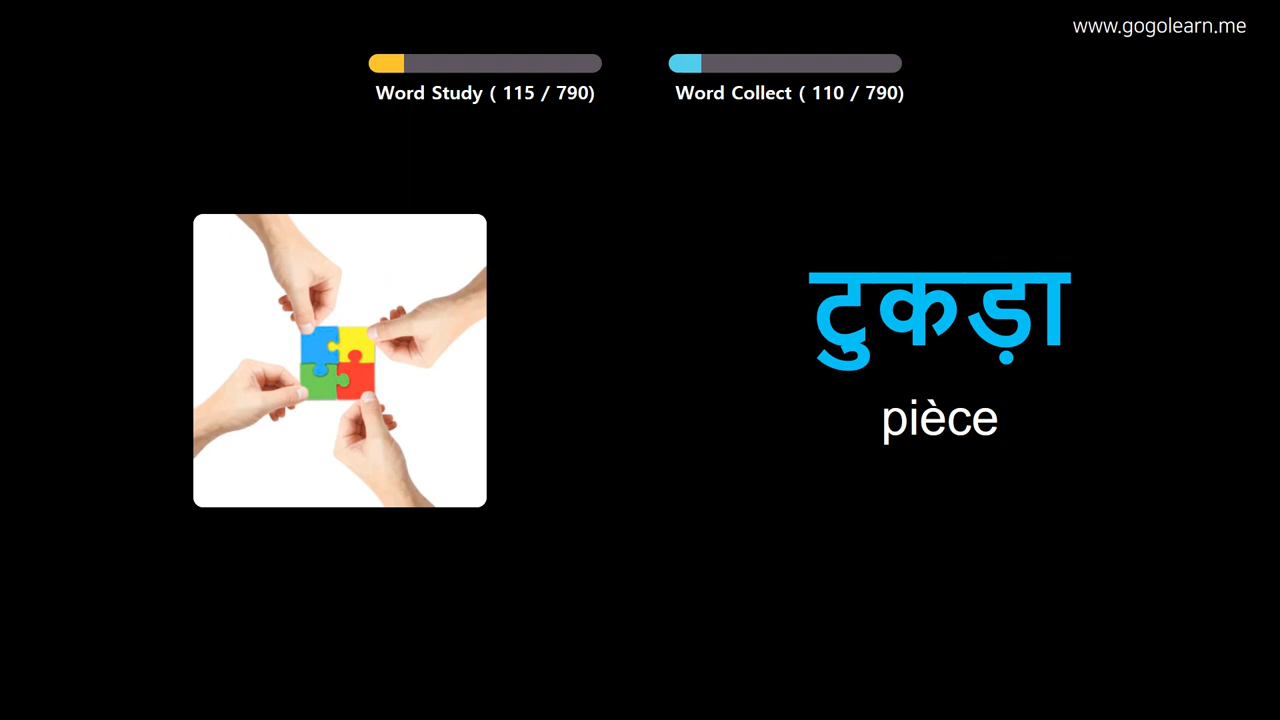 www.gogolearn.me
Word Study ( 115 / 790)
Word Collect ( 110 / 790)
टुकड़ा
pièce